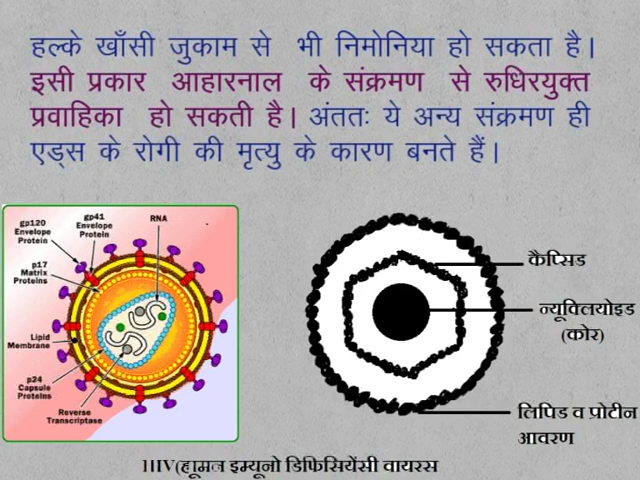 हल्के खाँसी जुकाम से भी निमोनिया हो सकता है।
इसी प्रकार आहारनाल के संक्रमण से रुधिरयुक्त
प्रवाहिका हो सकती है। अंततः ये अन्य संक्रमण ही
एड्स के रोगी की मृत्यु के कारण बनते हैं।
gp120
Envelope
Protein
gp41
Envelope
Protein
RNA
p17
Matrix
Proteins
Lipid
Membrane
p24
Capsule
Proteins
Reverse
Transcriptase
कैप्सिड
न्यूक्लियोइड
(कोर)
लिपिड व प्रोटीन
आवरण
HIV(ह्यूमन इम्यूनो डिफिसियेंसी वायरस